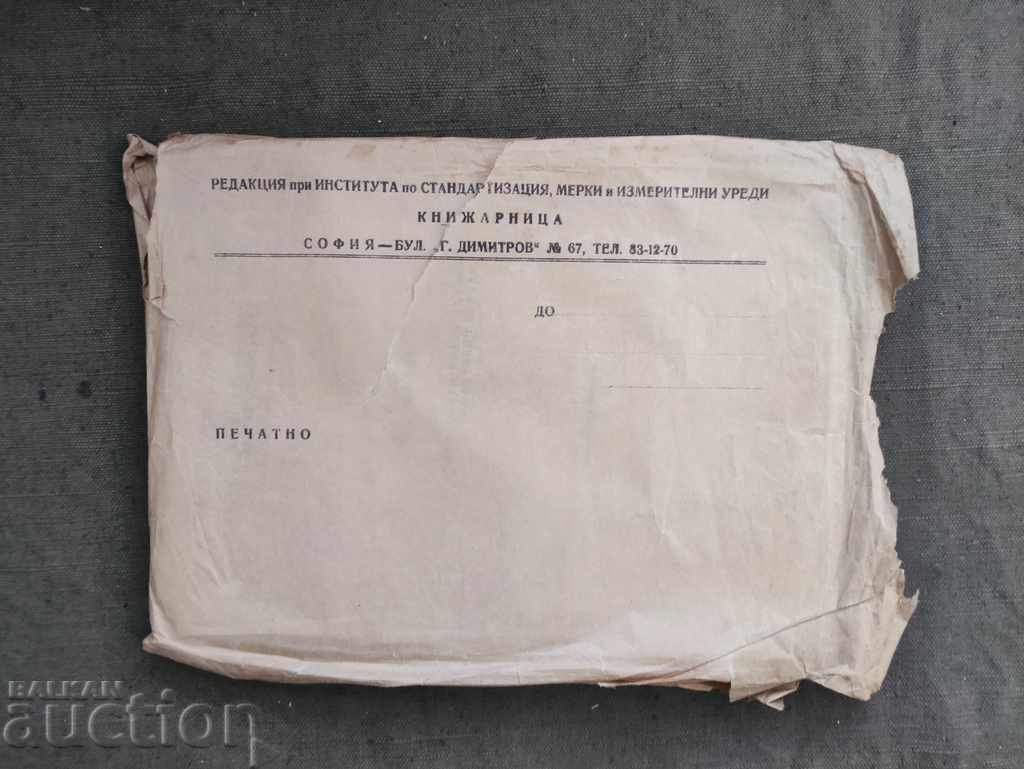 РЕДАКЦИЯ при ИНСТИТУТА по СТАНДАРТИЗАЦИЯ, МЕРКИ и ИЗМЕРИТЕЛНИ УРЕДИ
КНИЖАРНИЦА
СОФИЯ — БУЛ. „Г. ДИМИТРОВ“ № 67, ТЕЛ. 83-12-70
ДО
ПЕЧАТНО
BALKAN
auction